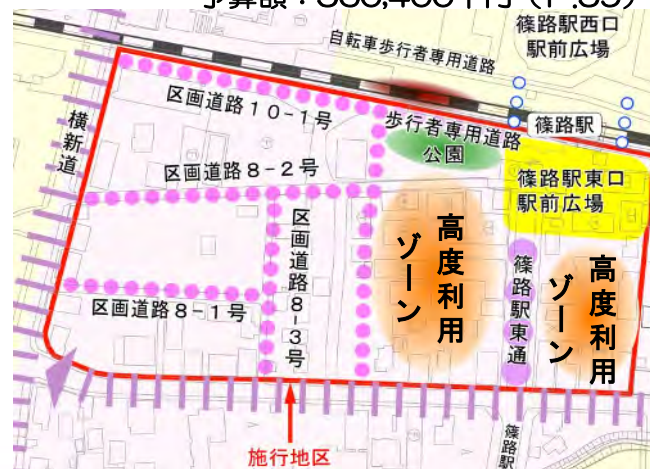 自転車歩行者専用道路
篠路駅西口
駅前広場
区画道路10-1号
歩行者専用道路
篠路駅
公園
横新道
区画道路8-2号
篠路駅東口
駅前広場
区画道路8-3号
高度利用
ゾーン
篠路駅東通
高度利用
ゾーン
区画道路8-1号
施行地区
篠路駅